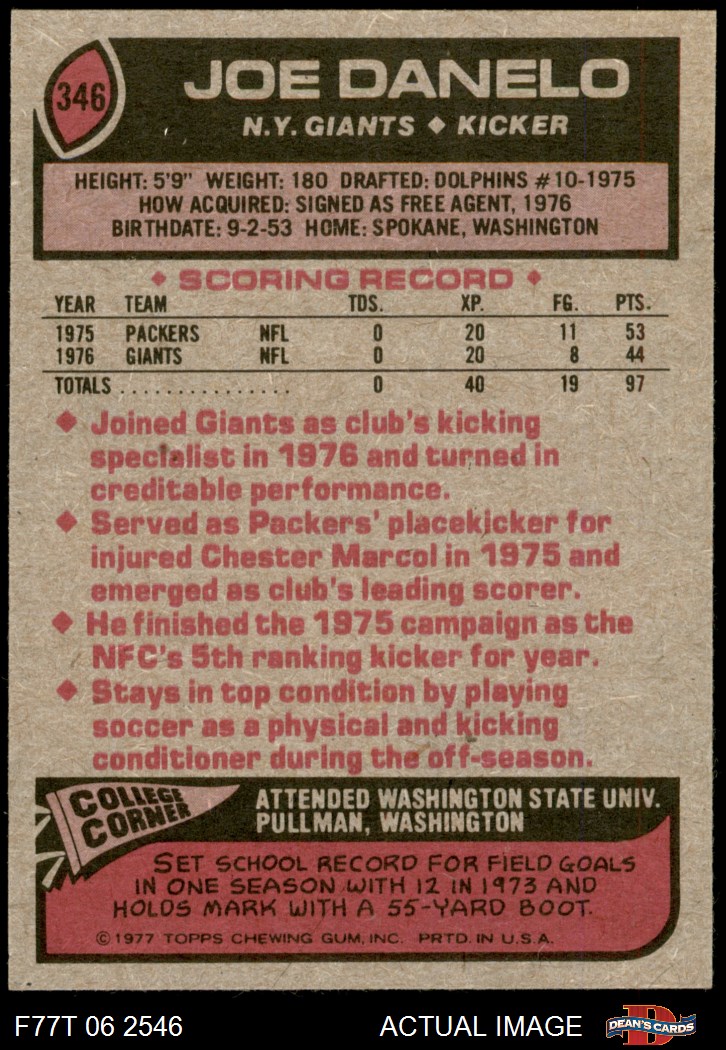 346
JOE DANELO
N.Y. GIANTS ♦ KICKER
HEIGHT: 5'9" WEIGHT: 180 DRAFTED: DOLPHINS #10-1975
HOW ACQUIRED: SIGNED AS FREE AGENT, 1976
BIRTHDATE: 9-2-53 HOME: SPOKANE, WASHINGTON
♦ SCORING RECORD ♦
YEAR TEAM TDS. XP. FG. PTS.
1975 PACKERS NFL 0 20 11 53
1976 GIANTS NFL 0 20 8 44
TOTALS ................ 0 40 19 97
♦ Joined Giants as club's kicking
specialist in 1976 and turned in
creditable performance.
♦ Served as Packers' placekicker for
injured Chester Marcol in 1975 and
emerged as club's leading scorer.
♦ He finished the 1975 campaign as the
NFC's 5th ranking kicker for year.
♦ Stays in top condition by playing
soccer as a physical and kicking
conditioner during the off-season.
COLLEGE
CORNER
ATTENDED WASHINGTON STATE UNIV.
PULLMAN, WASHINGTON
SET SCHOOL RECORD FOR FIELD GOALS
IN ONE SEASON WITH 12 IN 1973 AND
HOLDS MARK WITH A 55-YARD BOOT.
© 1977 TOPPS CHEWING GUM, INC. PRTD. IN U.S.A.
F77T 06 2546 ACTUAL IMAGE D DEAN'S CARDS